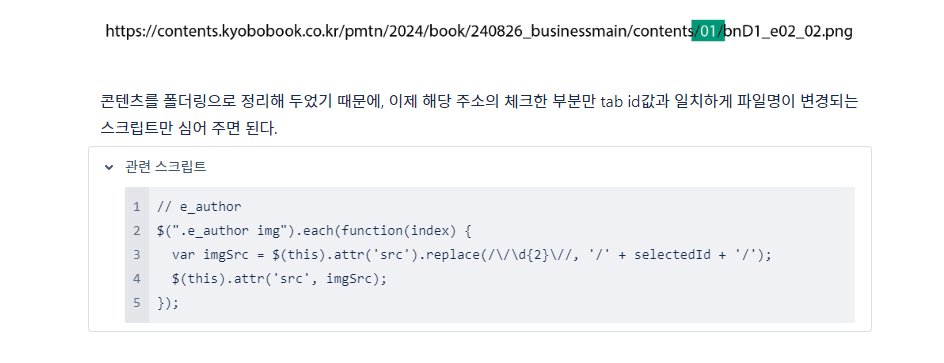 https://contents.kyobobook.co.kr/pmtn/2024/book/240826_businessmain/contents/01/bnD1_e02_02.png
콘텐츠를 폴더링으로 정리해 두었기 때문에, 이제 해당 주소의 체크한 부분만 tab id값과 일치하게 파일명이 변경되는
스크립트만 심어 주면 된다.
관련 스크립트
1 // e_author
2 $(".e_author img").each(function(index) {
3   var imgSrc = $(this).attr('src').replace(/\/\d{2}\//, '/' + selectedId + '/');
4   $(this).attr('src', imgSrc);
5 });